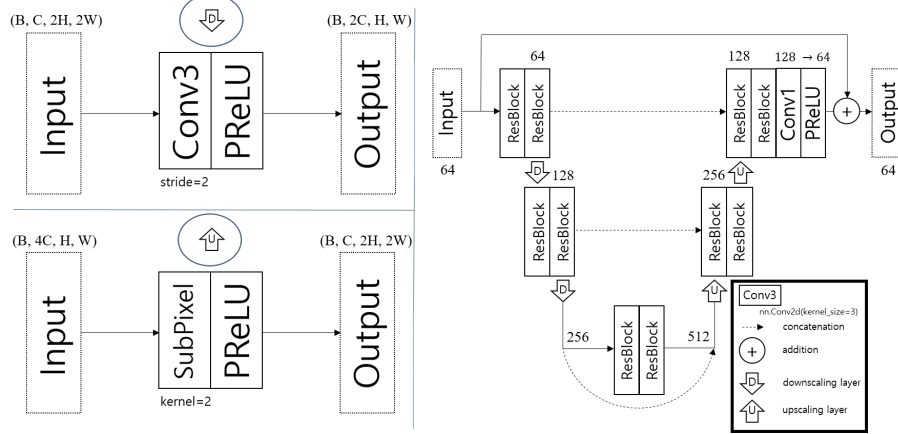 (B, C, 2H, 2W)
D
(B, 2C, H, W)
Input
Conv3
PReLU
Output
stride=2
(B, 4C, H, W)
U
(B, C, 2H, 2W)
Input
SubPixel
PReLU
Output
kernel=2
64
128
128 → 64
Input
ResBlock
ResBlock
ResBlock
ResBlock
Conv1
PReLU
+
Output
64
64
D
128
256
U
ResBlock
ResBlock
ResBlock
ResBlock
D
U
256
ResBlock
ResBlock
512
Conv3
nn.Conv2d(kernel_size=3)
concatenation
+
addition
D
downscaling layer
U
upscaling layer